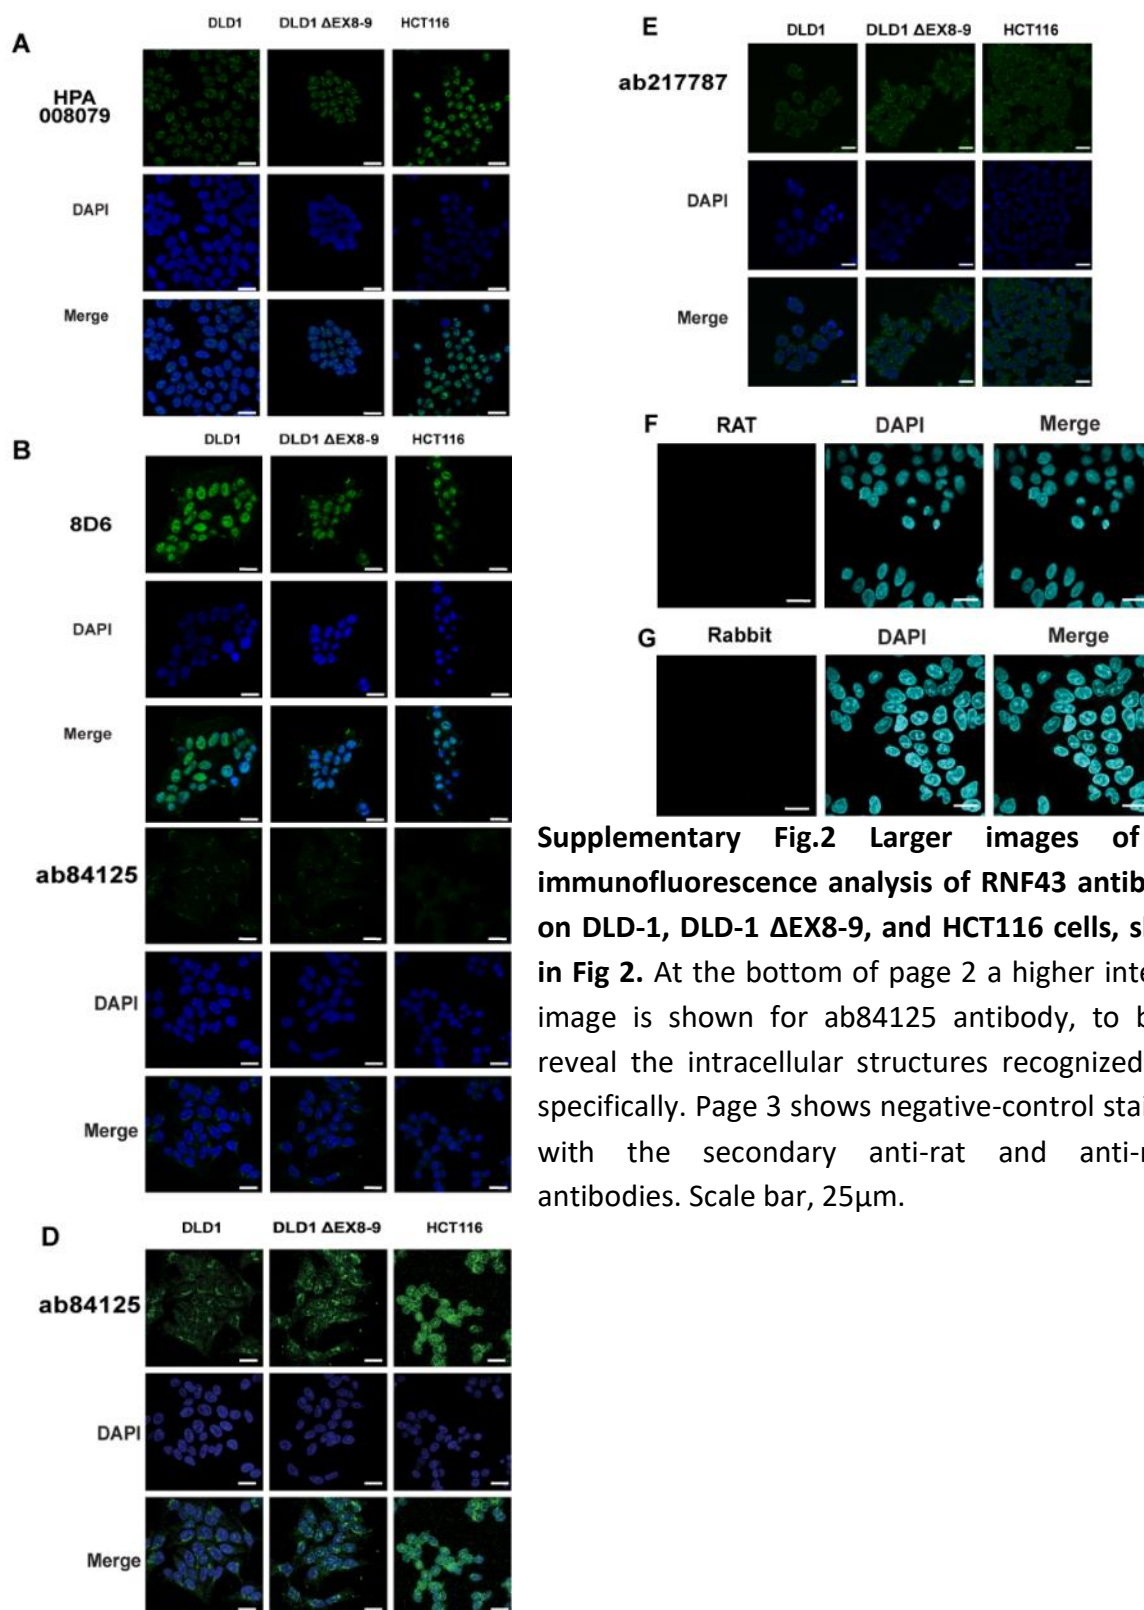 A
DLD1 DLD1 ΔEX8-9 HCT116
HPA
008079
DAPI
Merge
B
DLD1 DLD1 ΔEX8-9 HCT116
8D6
DAPI
Merge
ab84125
DAPI
Merge
D
DLD1 DLD1 ΔEX8-9 HCT116
ab84125
DAPI
Merge
E
DLD1 DLD1 ΔEX8-9 HCT116
ab217787
DAPI
Merge
F RAT DAPI Merge
G Rabbit DAPI Merge
Supplementary Fig.2 Larger images of
immunofluorescence analysis of RNF43
on DLD-1, DLD-1 ΔEX8-9, and HCT116 cells,
in Fig 2. At the bottom of page 2 a higher
image is shown for ab84125 antibody, to
reveal the intracellular structures recognized
specifically. Page 3 shows negative-control
with the secondary anti-rat and
antibodies. Scale bar, 25μm.